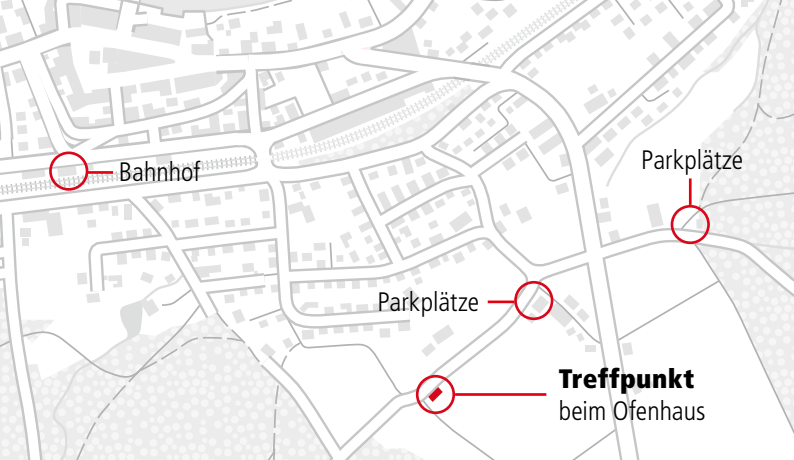 Parkplätze
Bahnhof
Parkplätze
Treffpunkt
beim Ofenhaus